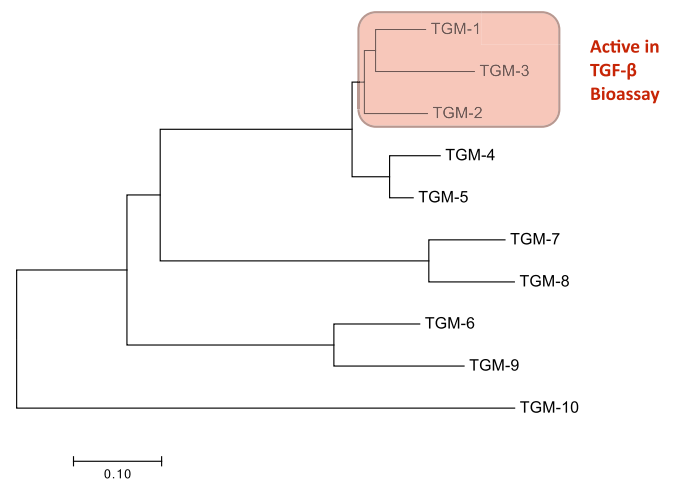 TGM-1
TGM-3
TGM-2
Active in
TGF-β
Bioassay
TGM-4
TGM-5
TGM-7
TGM-8
TGM-6
TGM-9
TGM-10
0.10